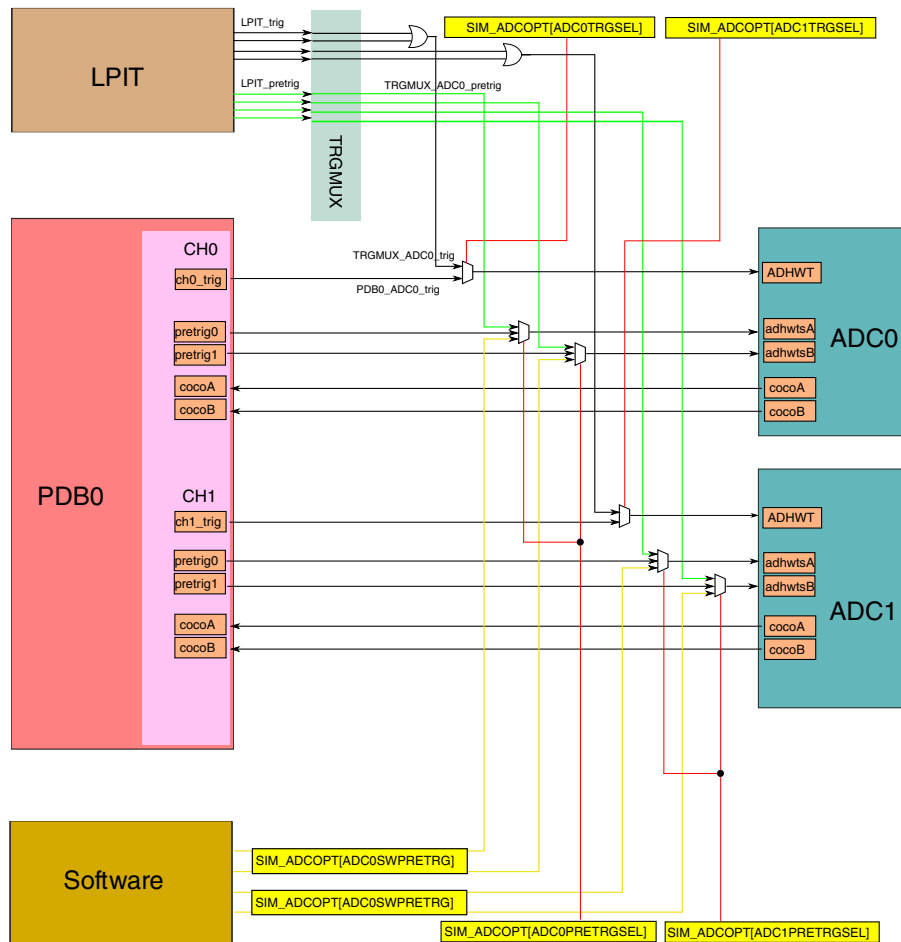 LPIT_trig
SIM_ADCOPT[ADC0TRGSEL]
SIM_ADCOPT[ADC1TRGSEL]
LPIT
LPIT_pretrig
TRGMUX_ADC0_pretrig
TRGMUX
CH0
TRGMUX_ADC0_trig
ch0_trig
PDB0_ADC0_trig
ADHWT
pretrig0
adhwtsA
ADC0
pretrig1
adhwtsB
cocoA
cocoA
cocoB
cocoB
PDB0
CH1
ch1_trig
ADHWT
pretrig0
adhwtsA
pretrig1
adhwtsB
ADC1
cocoA
cocoA
cocoB
cocoB
Software
SIM_ADCOPT[ADC0SWPRETRG]
SIM_ADCOPT[ADC0SWPRETRG]
SIM_ADCOPT[ADC0PRETRGSEL]
SIM_ADCOPT[ADC1PRETRGSEL]